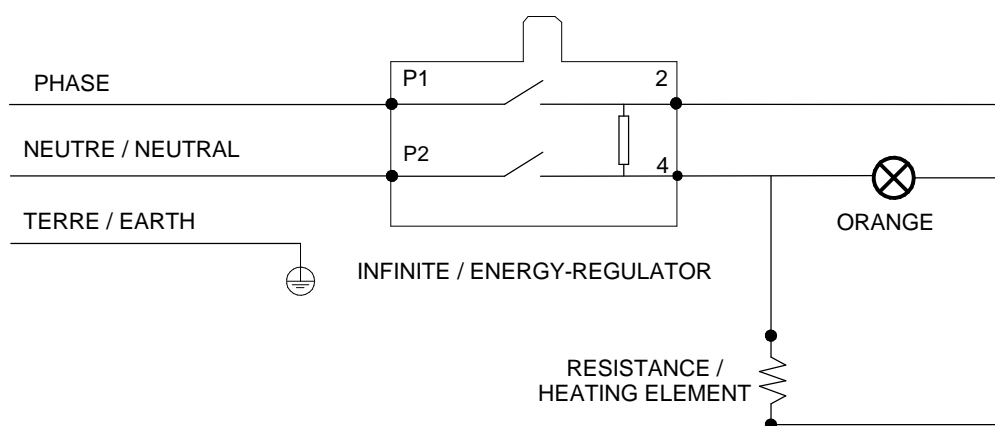 PHASE
P1
2
NEUTRE / NEUTRAL
P2
4
TERRE / EARTH
ORANGE
INFINITE / ENERGY-REGULATOR
RESISTANCE /
HEATING ELEMENT